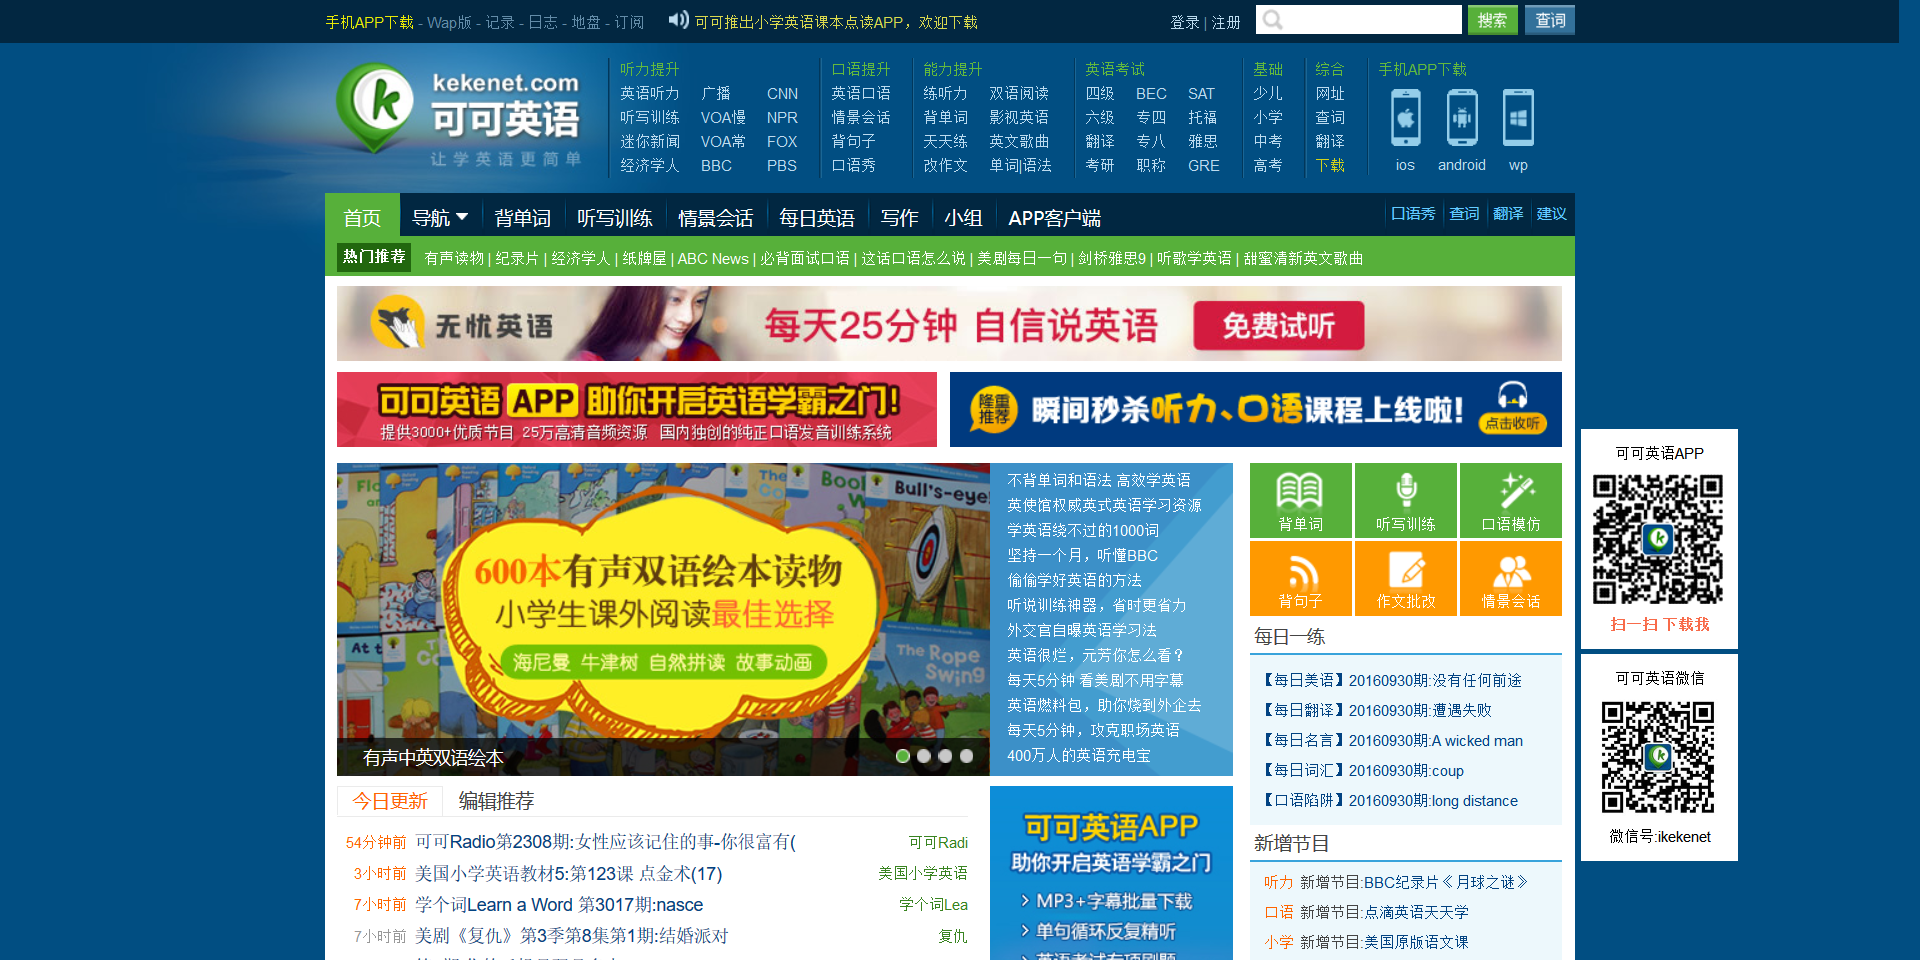 手机APP下载 - Wap版 - 记录 - 日志 - 地盘 - 订阅
可可推出小学英语课本点读APP，欢迎下载
登录 | 注册
搜索
查词
kekenet.com
可可英语
让学英语更简单
听力提升
英语听力 广播 CNN
听写训练 VOA慢 NPR
迷你新闻 VOA常 FOX
经济学人 BBC PBS
口语提升
英语口语
情景会话
背句子
口语秀
能力提升
练听力 双语阅读
背单词 影视英语
天天练 英文歌曲
改作文 单词|语法
英语考试
四级 BEC SAT
六级 专四 托福
翻译 专八 雅思
考研 职称 GRE
基础
少儿
小学
中考
高考
综合
网址
查词
翻译
下载
手机APP下载
ios android wp
首页 导航 背单词 听写训练 情景会话 每日英语 写作 小组 APP客户端
口语秀 查词 翻译 建议
热门推荐 有声读物 | 纪录片 | 经济学人 | 纸牌屋 | ABC News | 必背面试口语 | 这话口语怎么说 | 美剧每日一句 | 剑桥雅思9 | 听歌学英语 | 甜蜜清新英文歌曲
无忧英语 每天25分钟 自信说英语 免费试听
可可英语 APP 助你开启英语学霸之门!
提供3000+优质节目 25万高清音频资源 国内独创的纯正口语发音训练系统
隆重
推荐
瞬间秒杀听力、口语课程上线啦!
点击收听
The
Book
Bull's-eye!
600本有声双语绘本读物
小学生课外阅读最佳选择
海尼曼 牛津树 自然拼读 故事动画
At t
The Rope
Swing
有声中英双语绘本
不背单词和语法 高效学英语
英使馆权威英式英语学习资源
学英语绕不过的1000词
坚持一个月，听懂BBC
偷偷学好英语的方法
听说训练神器，省时更省力
外交官自曝英语学习法
英语很烂，元芳你怎么看？
每天5分钟 看美剧不用字幕
英语燃料包，助你烧到外企去
每天5分钟，攻克职场英语
400万人的英语充电宝
背单词 听写训练 口语模仿
背句子 作文批改 情景会话
每日一练
【每日美语】20160930期:没有任何前途
【每日翻译】20160930期:遭遇失败
【每日名言】20160930期:A wicked man
【每日词汇】20160930期:coup
【口语陷阱】20160930期:long distance
新增节目
听力 新增节目:BBC纪录片《月球之谜》
口语 新增节目:点滴英语天天学
小学 新增节目:美国原版语文课
今日更新 编辑推荐
54分钟前 可可Radio第2308期:女性应该记住的事-你很富有( 可可Radi
3小时前 美国小学英语教材5:第123课 点金术(17) 美国小学英语
7小时前 学个词Learn a Word 第3017期:nasce 学个词Lea
7小时前 美剧《复仇》第3季第8集第1期:结婚派对 复仇
可可英语APP
助你开启英语学霸之门
MP3+字幕批量下载
单句循环反复精听
英语考试专项刷题
可可英语APP
扫一扫 下载我
可可英语微信
微信号:ikekenet